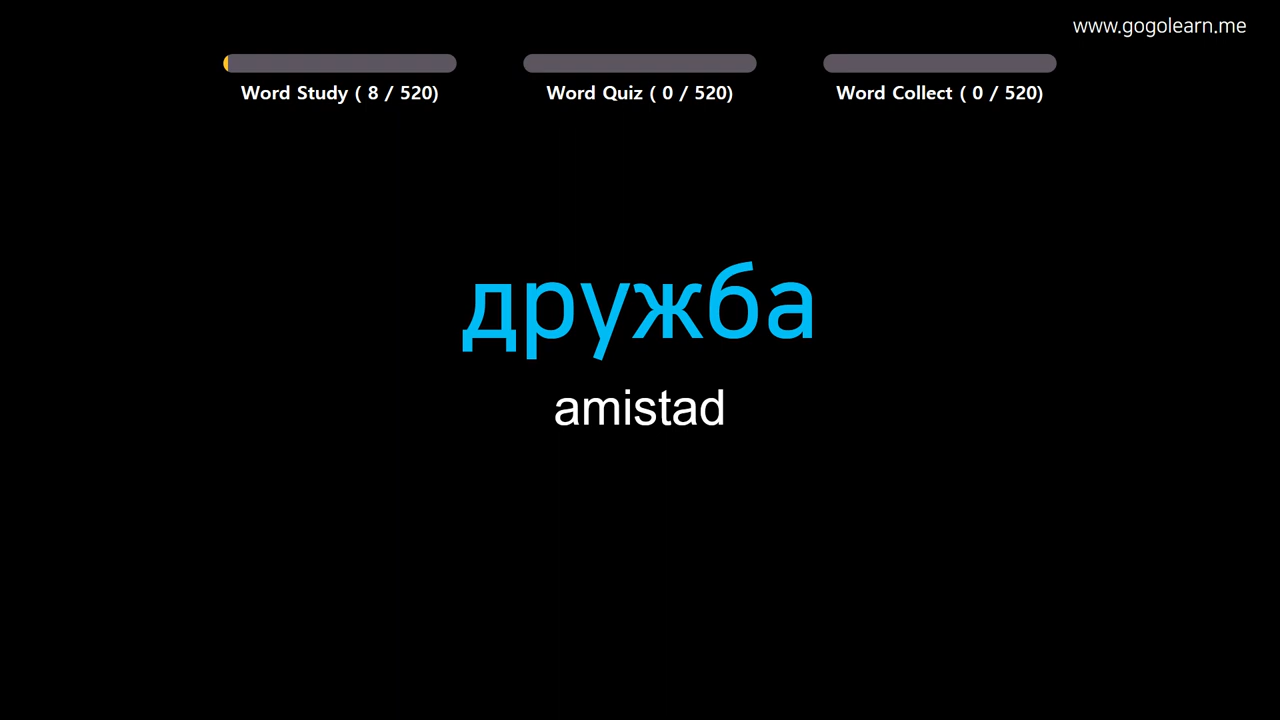 www.gogolearn.me
Word Study ( 8 / 520)
Word Quiz ( 0 / 520)
Word Collect ( 0 / 520)
дружба
amistad